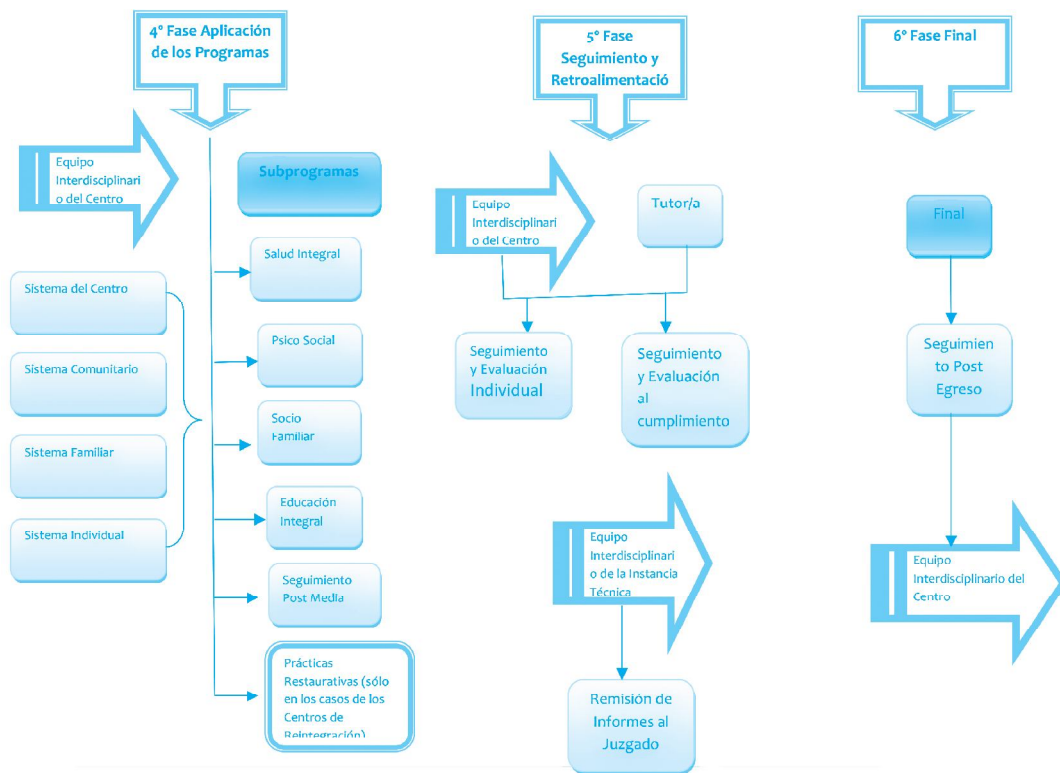 4° Fase Aplicación
de los Programas
Equipo
Interdisciplinari
o del Centro
Subprogramas
Sistema del Centro
Sistema Comunitario
Sistema Familiar
Sistema Individual
Salud Integral
Psico Social
Socio
Familiar
Educación
Integral
Seguimiento
Post Media
Prácticas
Restaurativas (sólo
en los casos de los
Centros de
Reintegración)
5° Fase
Seguimiento y
Retroalimentació
Equipo
Interdisciplinari
o del Centro
Tutor/a
Seguimiento
y Evaluación
Individual
Seguimiento
y Evaluación
al
cumplimiento
Equipo
Interdisciplinari
o de la Instancia
Técnica
Remisión de
Informes al
Juzgado
6° Fase Final
Final
Seguimien
to Post
Egreso
Equipo
Interdisciplinario del
Centro